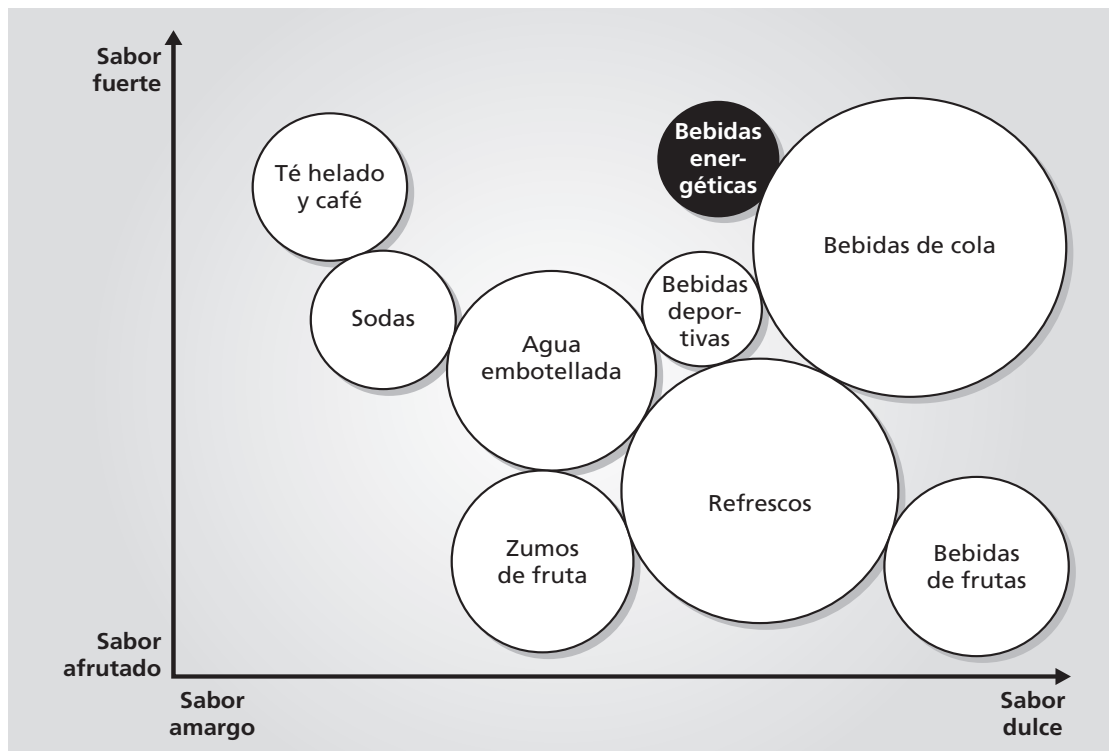 Sabor
fuerte
Bebidas
ener-
géticas
Té helado
y café
Bebidas de cola
Bebidas
depor-
tivas
Sodas
Agua
embotellada
Refrescos
Zumos
de fruta
Bebidas
de frutas
Sabor
afrutado
Sabor
amargo
Sabor
dulce